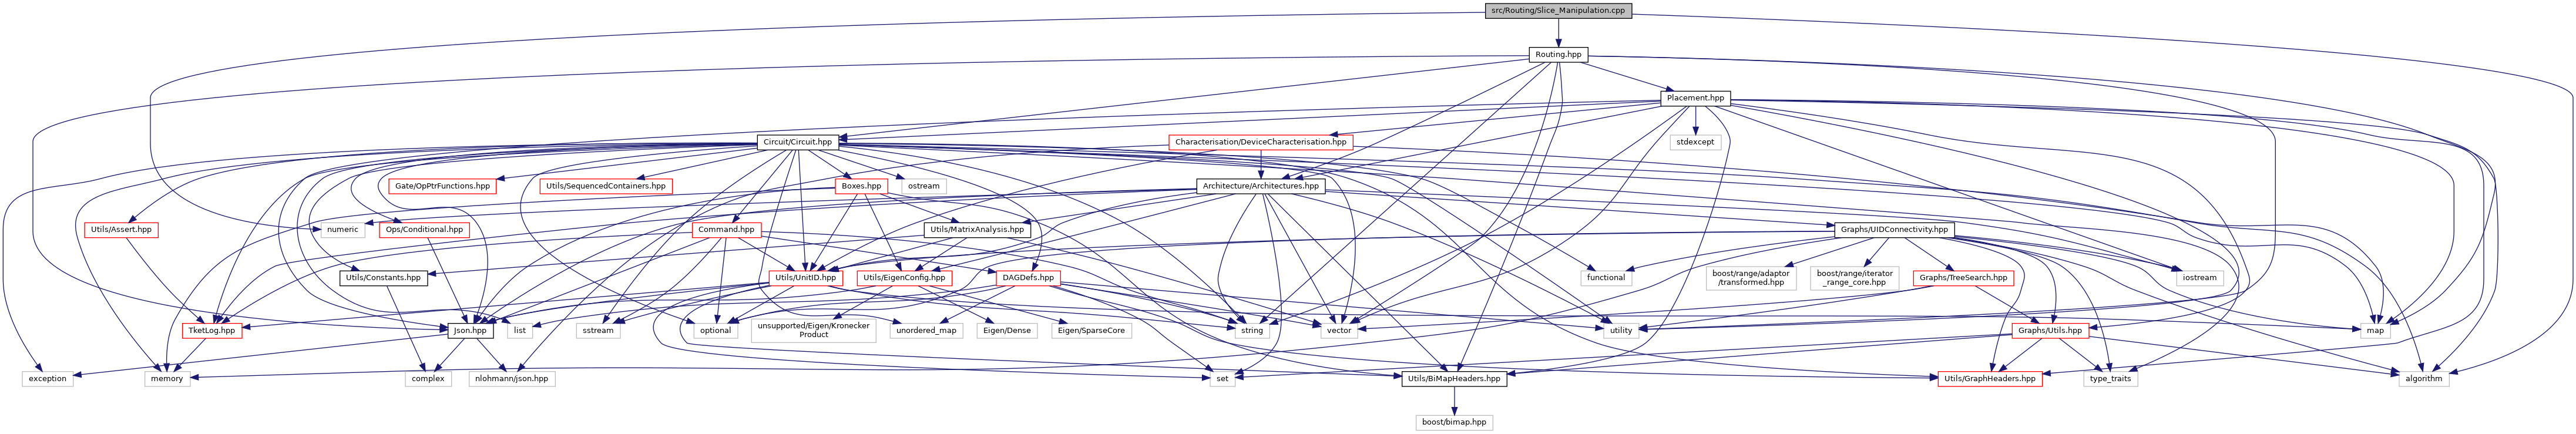 src/Routing/Slice_Manipulation.cpp
Routing.hpp
Placement.hpp
Circuit/Circuit.hpp
Characterisation/DeviceCharacterisation.hpp
stdexcept
Gate/OpPtrFunctions.hpp
Utils/SequencedContainers.hpp
Boxes.hpp
ostream
Architecture/Architectures.hpp
Utils/Assert.hpp
numeric
Ops/Conditional.hpp
Command.hpp
Utils/MatrixAnalysis.hpp
Graphs/UIDConnectivity.hpp
Utils/Constants.hpp
Utils/UnitID.hpp
Utils/EigenConfig.hpp
DAGDefs.hpp
functional
boost/range/adaptor
/transformed.hpp
boost/range/iterator
_range_core.hpp
Graphs/TreeSearch.hpp
iostream
TketLog.hpp
Json.hpp
list
sstream
optional
unsupported/Eigen/Kronecker
Product
unordered_map
Eigen/Dense
Eigen/SparseCore
string
vector
utility
Graphs/Utils.hpp
map
exception
memory
complex
nlohmann/json.hpp
set
Utils/BiMapHeaders.hpp
Utils/GraphHeaders.hpp
type_traits
algorithm
boost/bimap.hpp